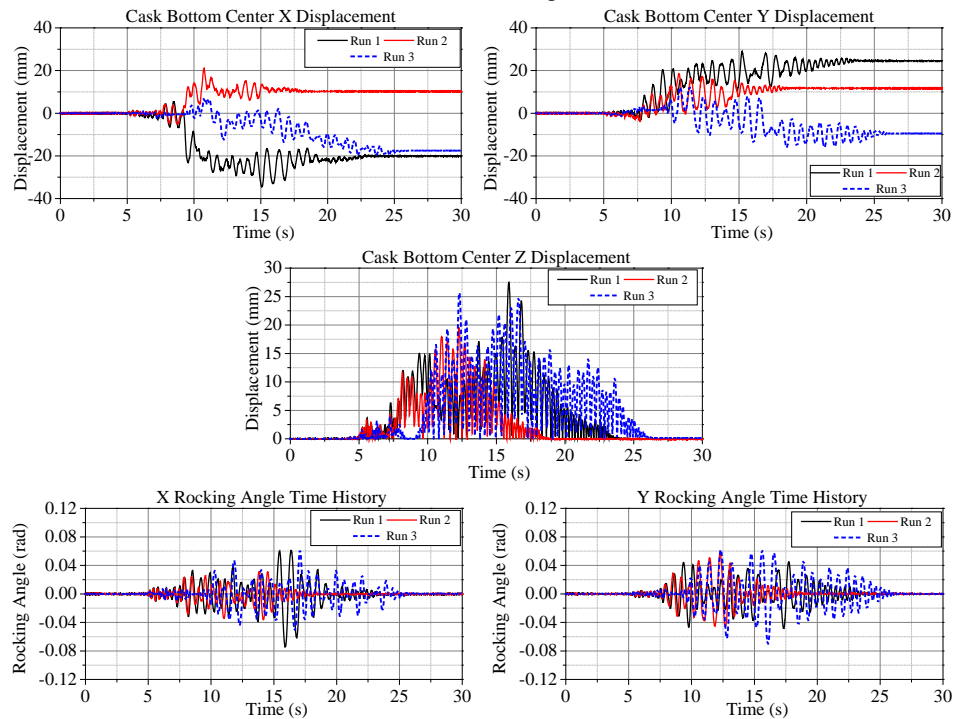 Cask Bottom Center X Displacement
Displacement (mm)
40
20
0
-20
-40
Run 1 Run 2
Run 3
0 5 10 15 20 25 30
Time (s)
Cask Bottom Center Y Displacement
Displacement (mm)
40
20
0
-20
-40
Run 1 Run 2
Run 3
0 5 10 15 20 25 30
Time (s)
Cask Bottom Center Z Displacement
Displacement (mm)
30
25
20
15
10
5
0
Run 1 Run 2
Run 3
0 5 10 15 20 25 30
Time (s)
X Rocking Angle Time History
Rocking Angle (rad)
0.12
0.08
0.04
0.00
-0.04
-0.08
-0.12
Run 1 Run 2
Run 3
0 5 10 15 20 25 30
Time (s)
Y Rocking Angle Time History
Rocking Angle (rad)
0.12
0.08
0.04
0.00
-0.04
-0.08
-0.12
Run 1 Run 2
Run 3
0 5 10 15 20 25 30
Time (s)